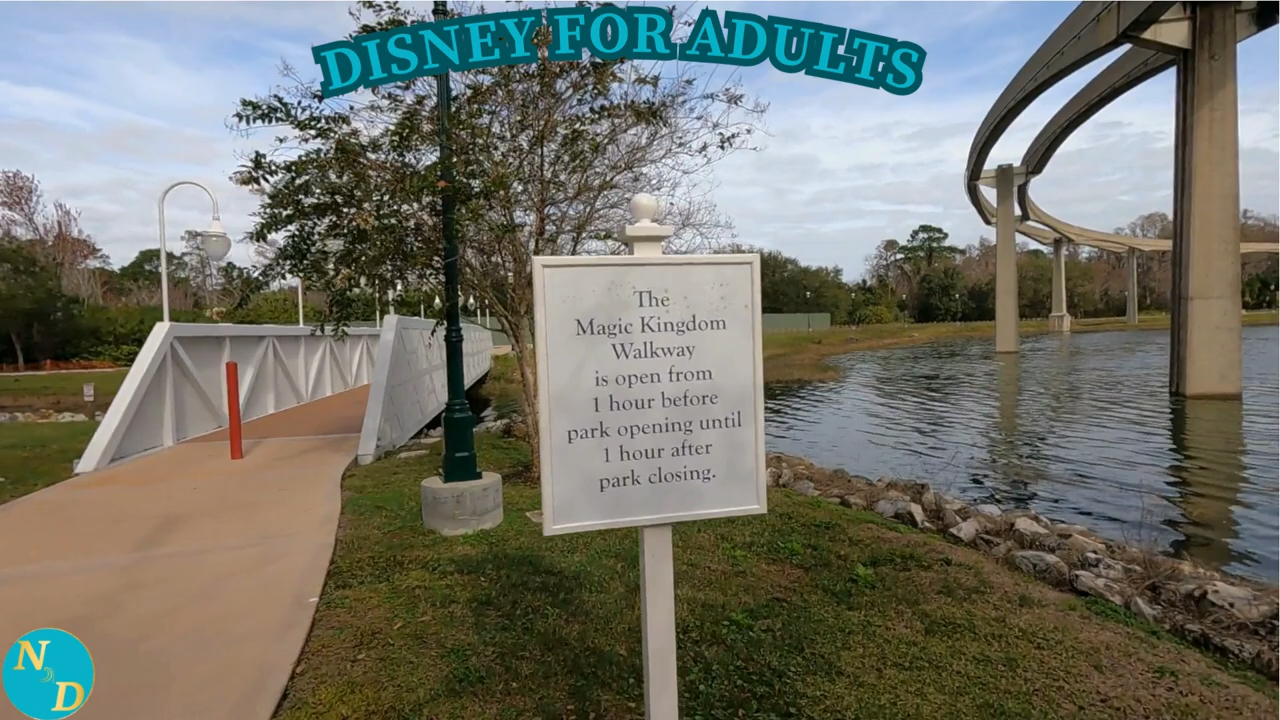 DISNEY FOR ADULTS
The
Magic Kingdom
Walkway
is open from
1 hour before
park opening until
1 hour after
park closing.
N
D